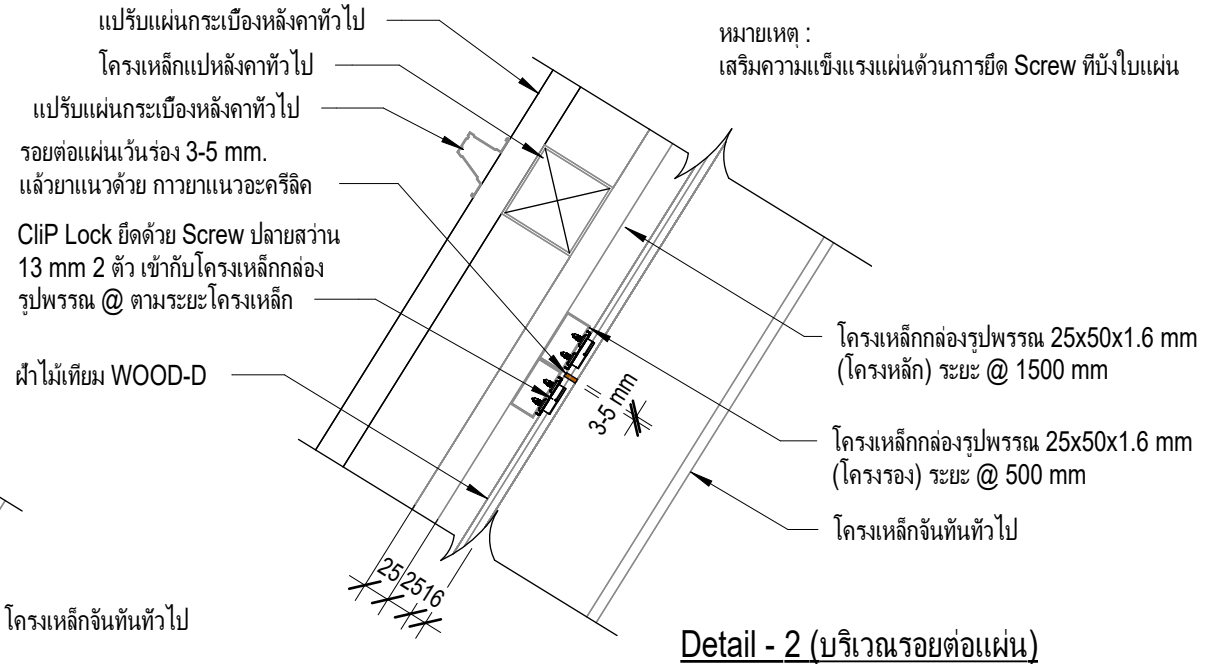 แปรับแผ่นกระเบื้องหลังคาทั่วไป
โครงเหล็กแปหลังคาทั่วไป
แปรับแผ่นกระเบื้องหลังคาทั่วไป
รอยต่อแผ่นเว้นร่อง 3-5 mm.
แล้วยาแนวด้วย กาวยาแนวอะครีลิค
CliP Lock ยึดด้วย Screw ปลายสว่าน
13 mm 2 ตัว เข้ากับโครงเหล็กกล่อง
รูปพรรณ @ ตามระยะโครงเหล็ก
ฝ้าไม้เทียม WOOD-D
หมายเหตุ :
เสริมความแข็งแรงแผ่นด้วนการยึด Screw ที่บังใบแผ่น
โครงเหล็กกล่องรูปพรรณ 25x50x1.6 mm
(โครงหลัก) ระยะ @ 1500 mm
โครงเหล็กกล่องรูปพรรณ 25x50x1.6 mm
(โครงรอง) ระยะ @ 500 mm
โครงเหล็กจันทันทั่วไป
3-5 mm
25 25 16
โครงเหล็กจันทันทั่วไป
Detail - 2 (บริเวณรอยต่อแผ่น)